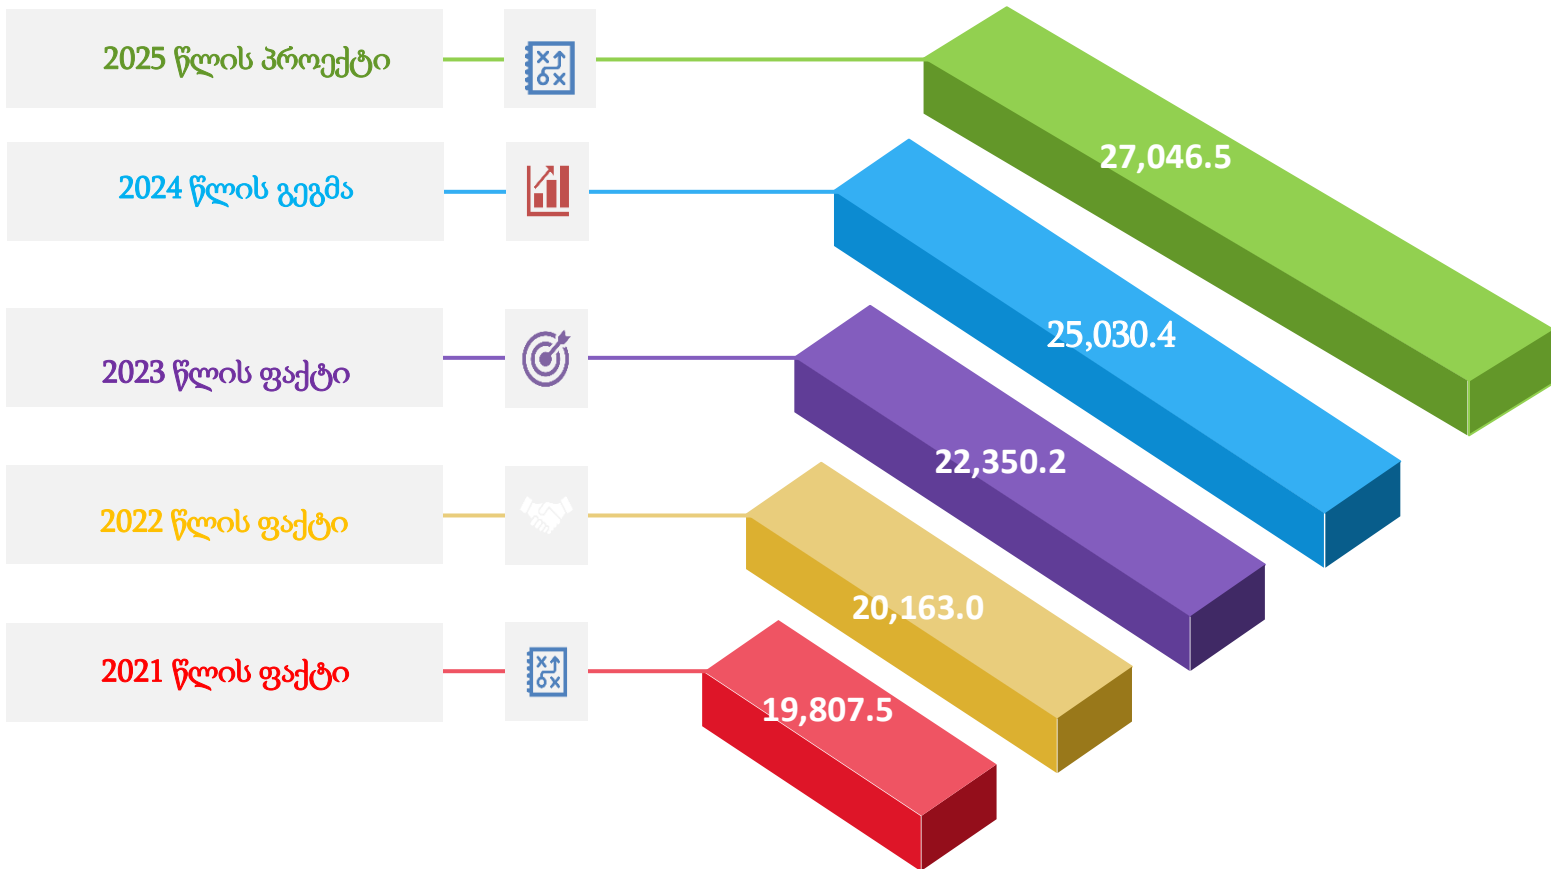 2025 წლის პროექტი
27,046.5
2024 წლის გეგმა
25,030.4
2023 წლის ფაქტი
22,350.2
2022 წლის ფაქტი
20,163.0
2021 წლის ფაქტი
19,807.5